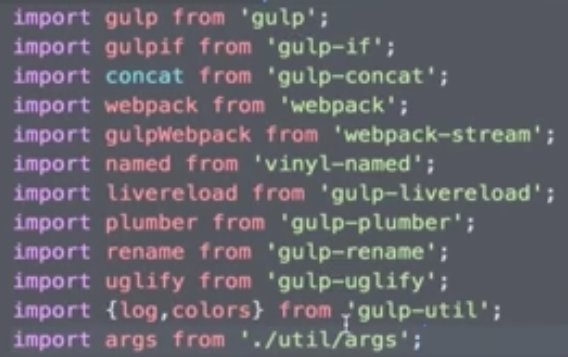 import gulp from 'gulp';
import gulpif from 'gulp-if';
import concat from 'gulp-concat';
import webpack from 'webpack';
import gulpWebpack from 'webpack-stream';
import named from 'vinyl-named';
import livereload from 'gulp-livereload';
import plumber from 'gulp-plumber';
import rename from 'gulp-rename';
import uglify from 'gulp-uglify';
import {log,colors} from 'gulp-util';
import args from './util/args';